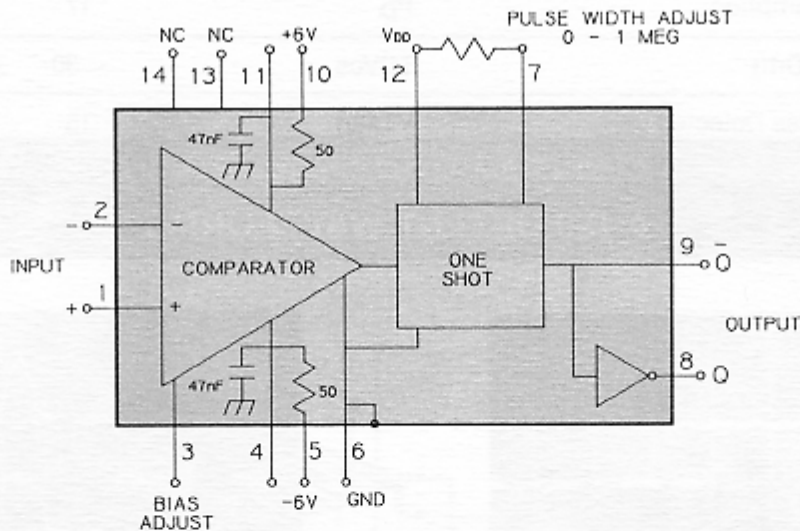 PULSE WIDTH ADJUST
0 - 1 MEG
NC
NC
+6V
VDD
14
13
11
10
12
7
47nF
50
2
-
-
INPUT
COMPARATOR
ONE
SHOT
9
Q̅
1
+
+
OUTPUT
8
Q
47nF
50
3
4
5
6
BIAS
ADJUST
-6V
GND